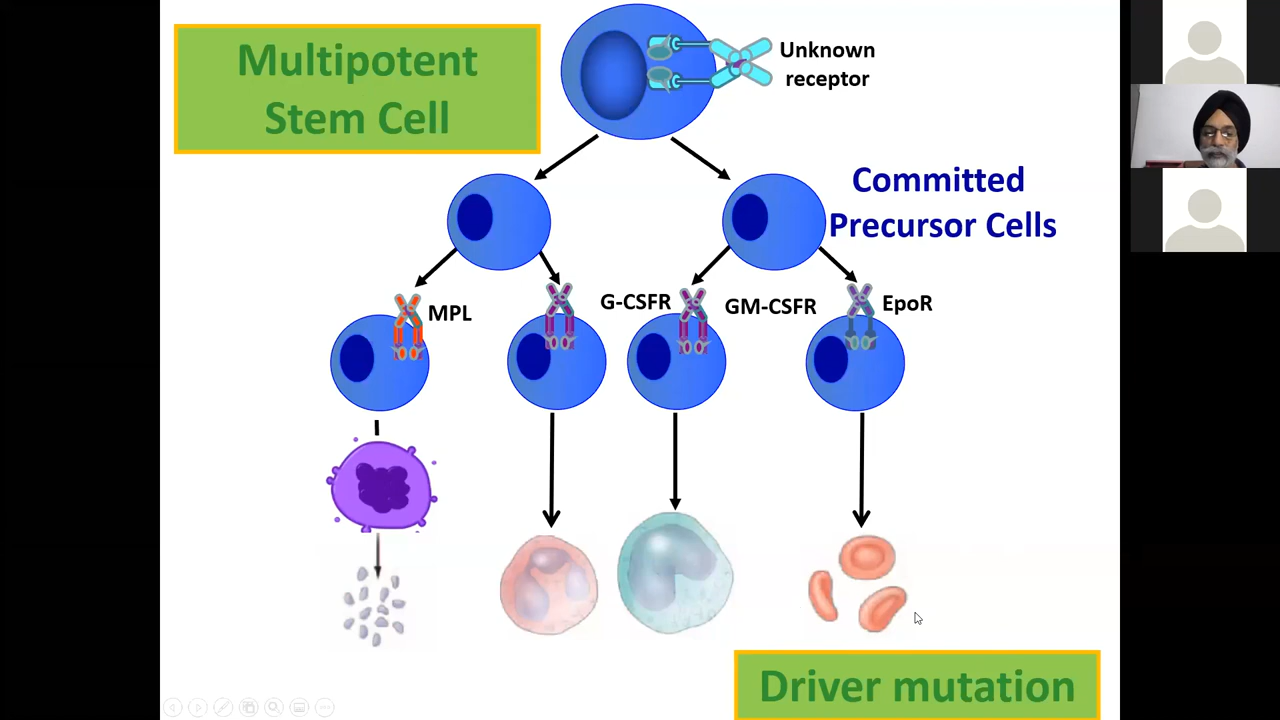 Multipotent
Stem Cell
Unknown
receptor
Committed
Precursor Cells
MPL
G-CSFR
GM-CSFR
EpoR
Driver mutation